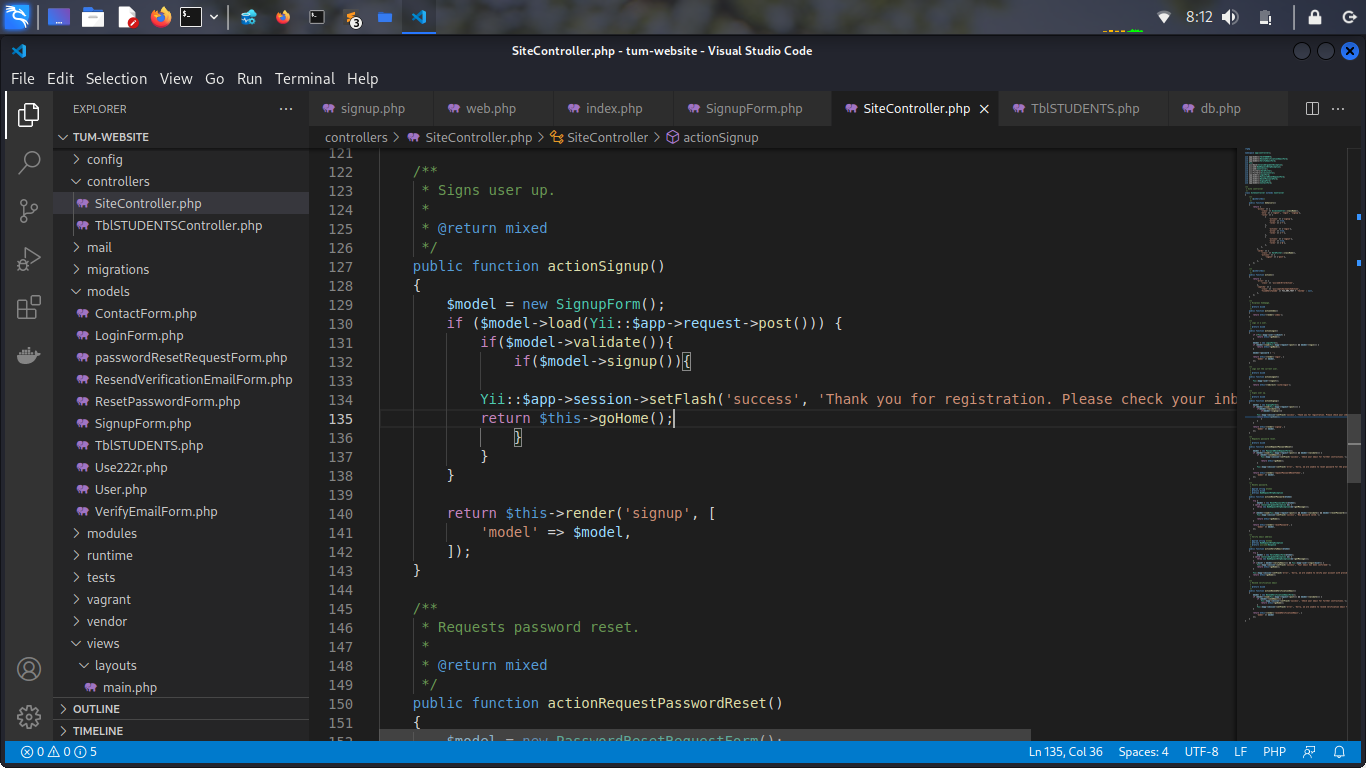 3
8:12
SiteController.php - tum-website - Visual Studio Code
File Edit Selection View Go Run Terminal Help
EXPLORER
signup.php web.php index.php SignupForm.php SiteController.php TblSTUDENTS.php db.php
TUM-WEBSITE
controllers > SiteController.php > SiteController > actionSignup
config
controllers
SiteController.php
TblSTUDENTSController.php
mail
migrations
models
ContactForm.php
LoginForm.php
passwordResetRequestForm.php
ResendVerificationEmailForm.php
ResetPasswordForm.php
SignupForm.php
TblSTUDENTS.php
Use222r.php
User.php
VerifyEmailForm.php
modules
runtime
tests
vagrant
vendor
views
layouts
main.php
OUTLINE
TIMELINE
121
122 /**
123 * Signs user up.
124 *
125 * @return mixed
126 */
127 public function actionSignup()
128 {
129 $model = new SignupForm();
130 if ($model->load(Yii::$app->request->post())) {
131 if($model->validate()){
132 if($model->signup()){
133
134 Yii::$app->session->setFlash('success', 'Thank you for registration. Please check your inb
135 return $this->goHome();
136 }
137 }
138 }
139
140 return $this->render('signup', [
141 'model' => $model,
142 ]);
143 }
144
145 /**
146 * Requests password reset.
147 *
148 * @return mixed
149 */
150 public function actionRequestPasswordReset()
151 {
152 $model = new PasswordResetRequestForm();
0 0 5 Ln 135, Col 36 Spaces: 4 UTF-8 LF PHP